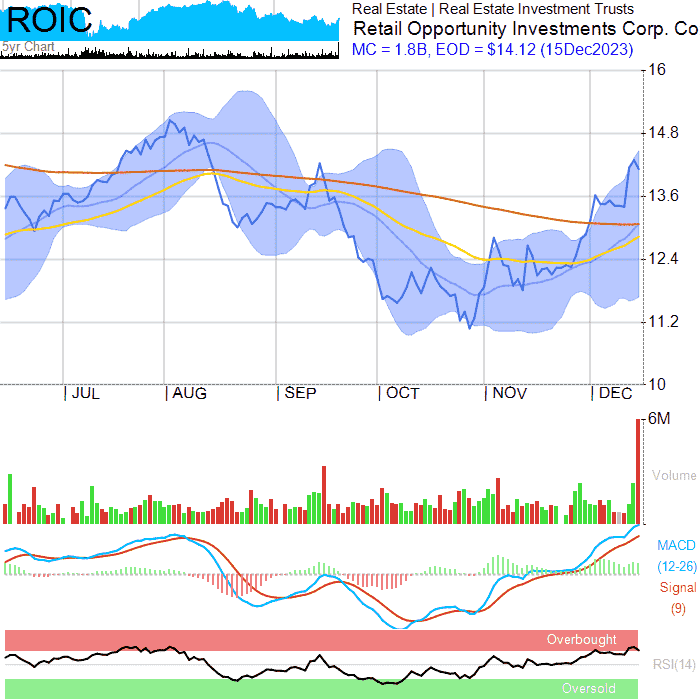 ROIC
5yr Chart
Real Estate | Real Estate Investment Trusts
Retail Opportunity Investments Corp. Co
MC = 1.8B, EOD = $14.12 (15Dec2023)
16
14.8
13.6
12.4
11.2
10
| JUL | AUG | SEP | OCT | NOV | DEC
6M
Volume
MACD
(12-26)
Signal
(9)
Overbought
RSI(14)
Oversold